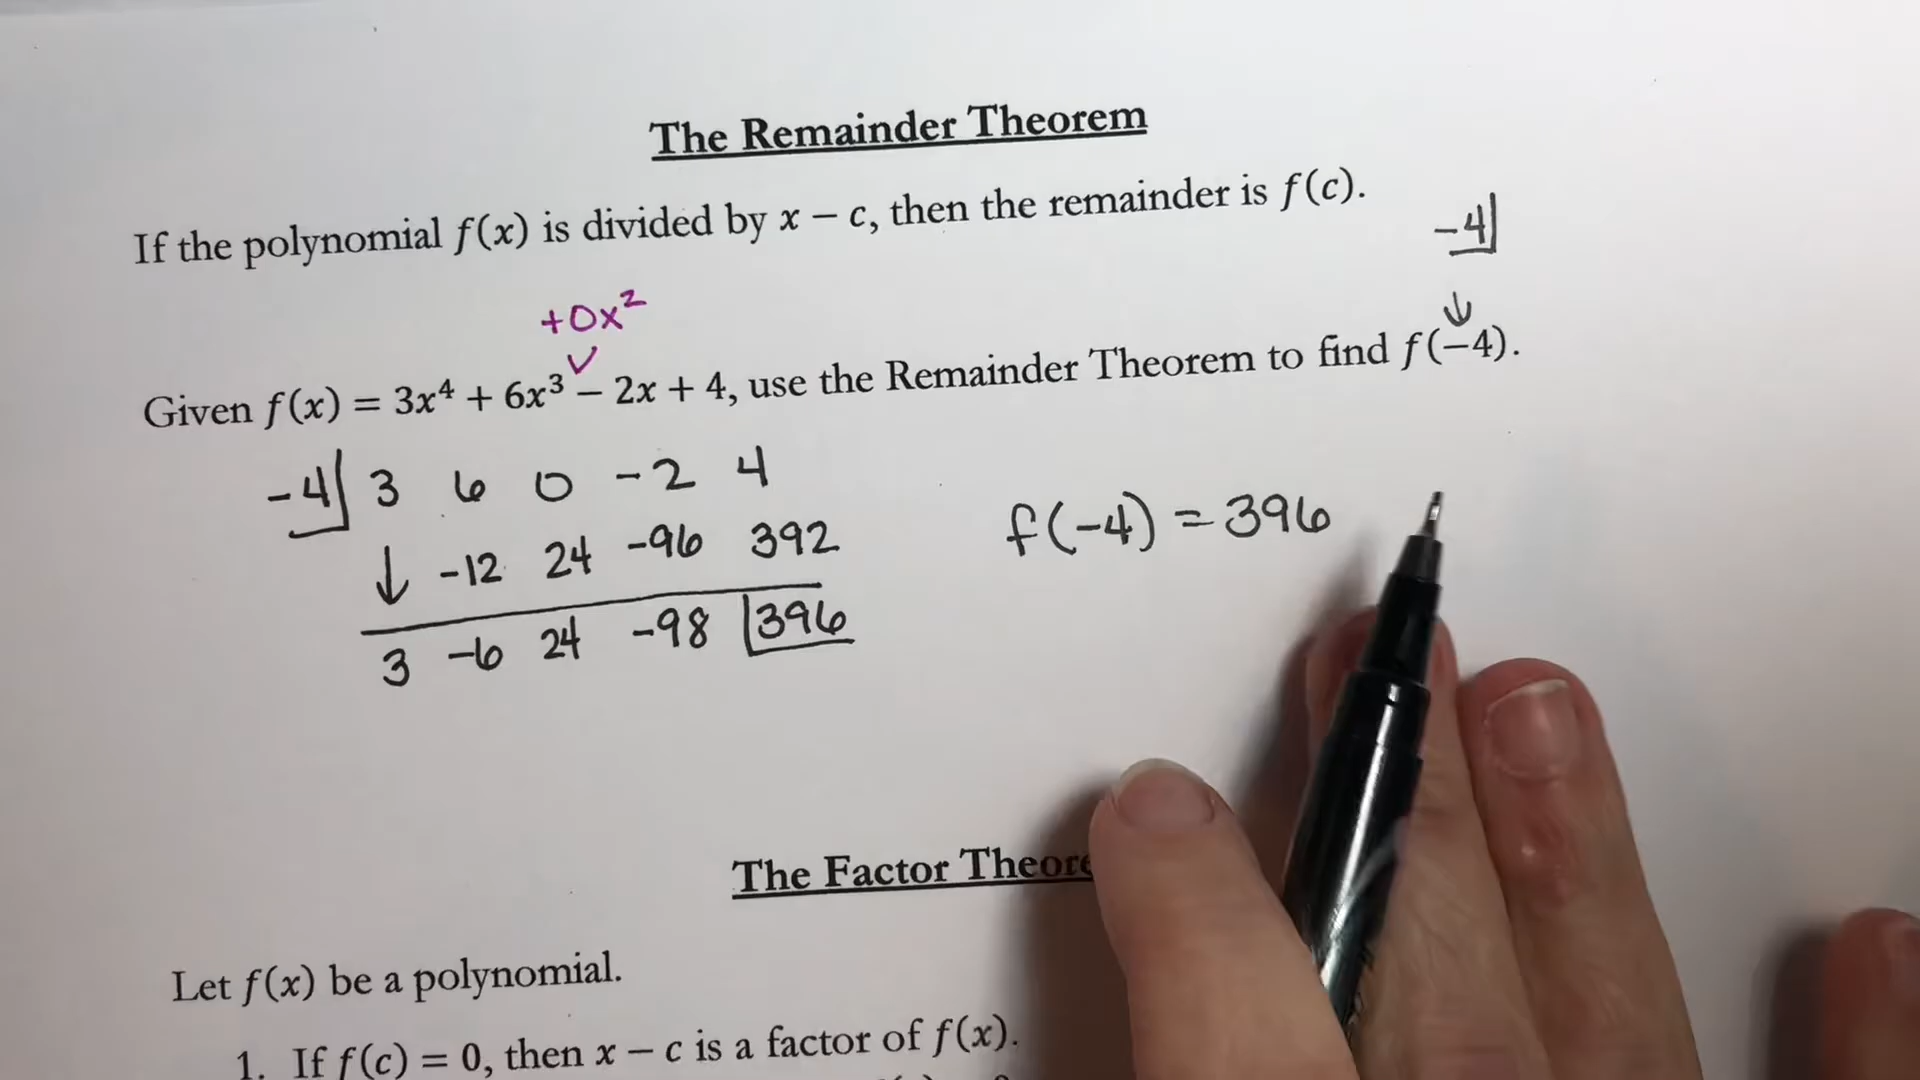 The Remainder Theorem
If the polynomial f(x) is divided by x − c, then the remainder is f(c).
-4
+0x²
Given f(x) = 3x⁴ + 6x³ − 2x + 4, use the Remainder Theorem to find f(−4).
-4 3 6 0 -2 4
-12 24 -96 392
3 -6 24 -98 396
f(-4) = 396
The Factor
Let f(x) be a polynomial.
1. If f(c) = 0, then x − c is a factor of f(x).